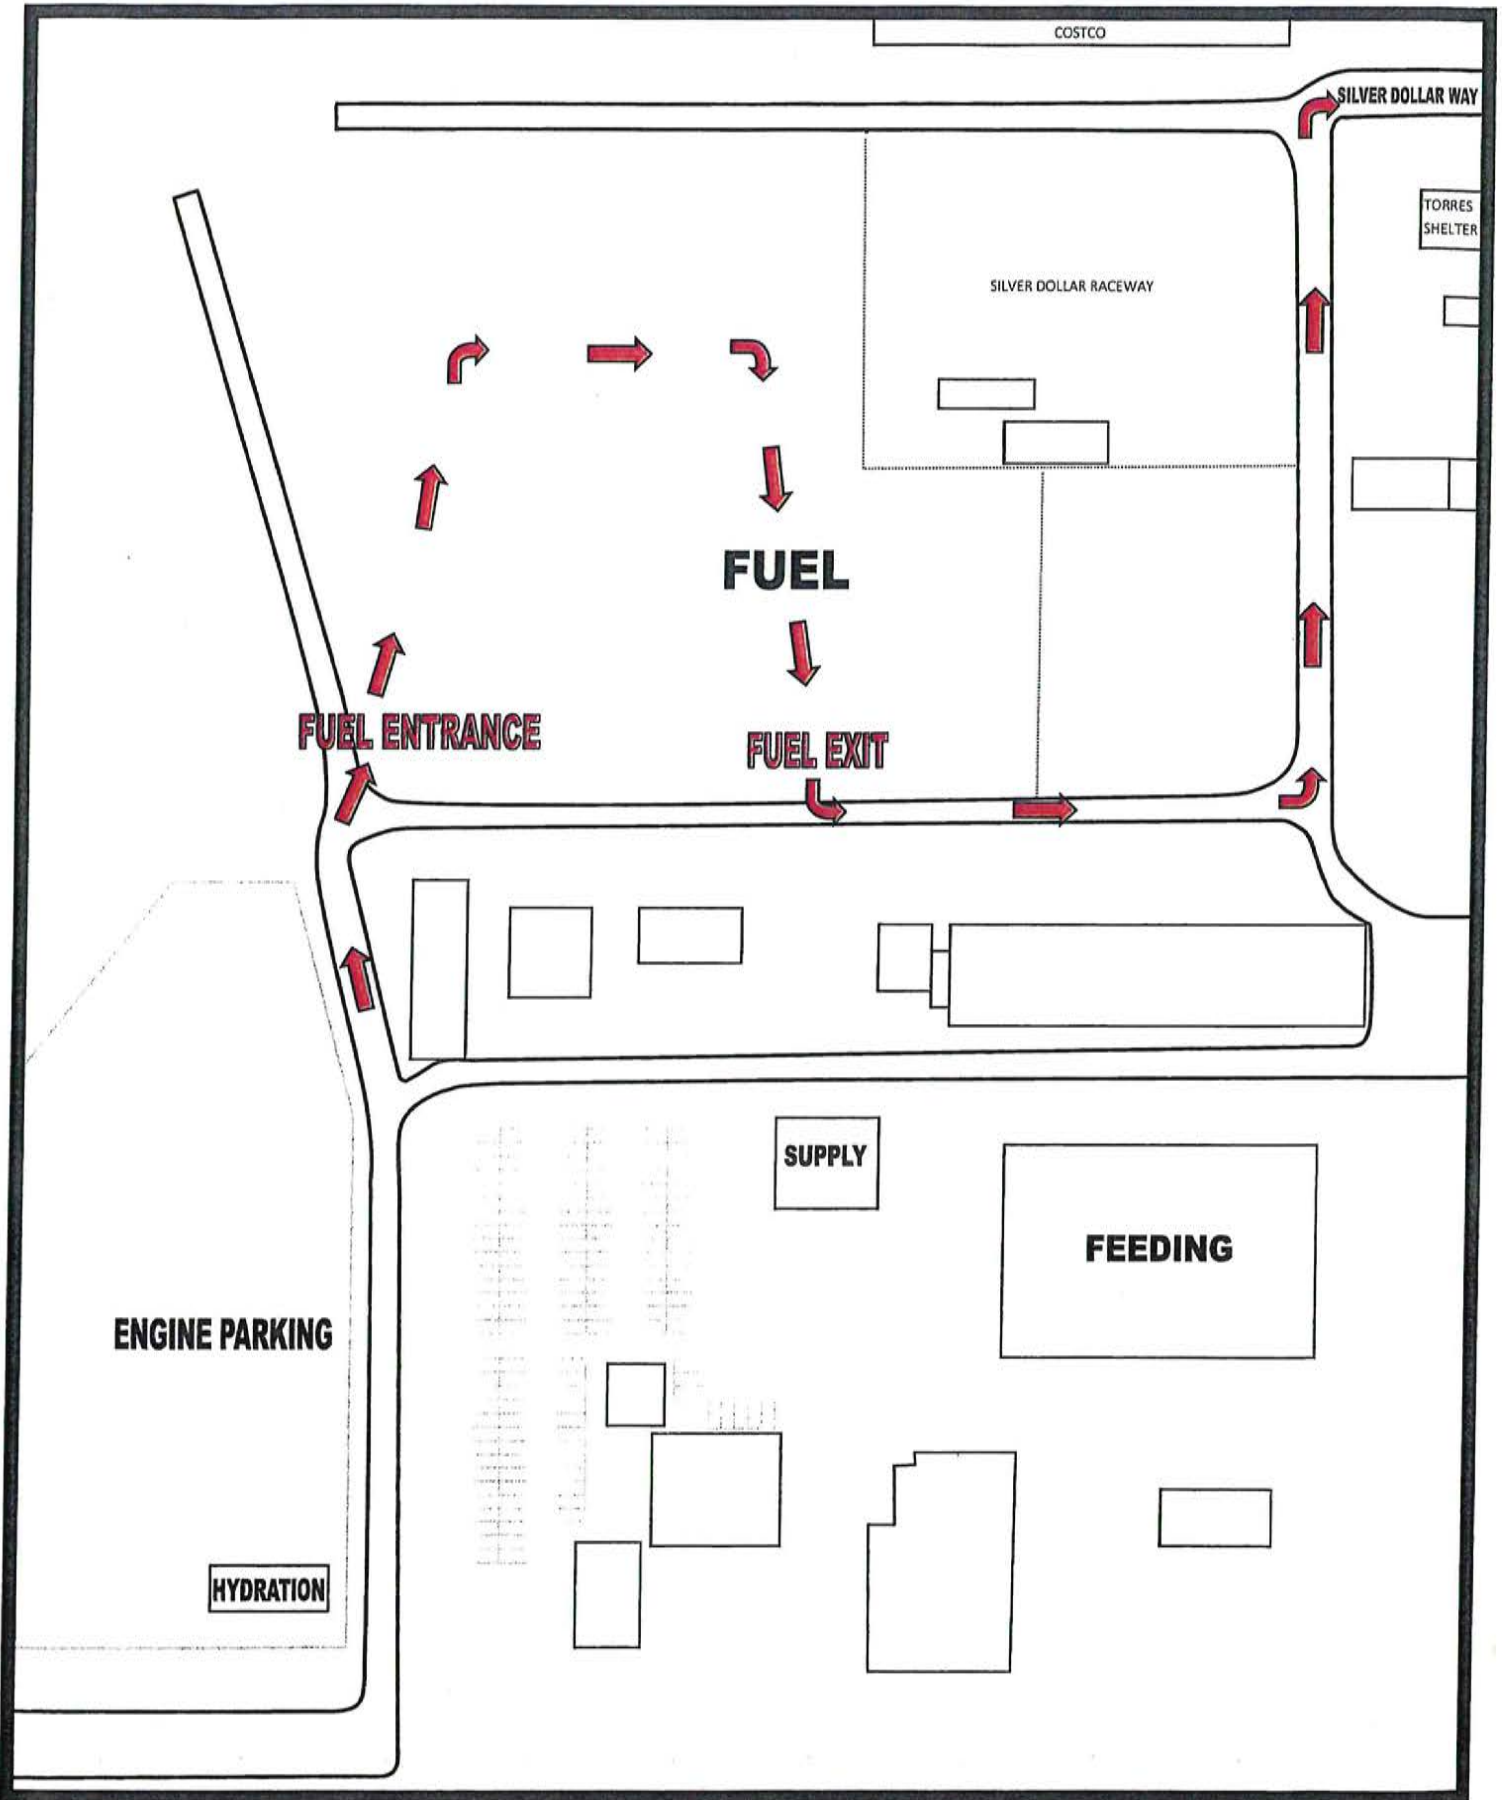 COSTCO
SILVER DOLLAR WAY
TORRES
SHELTER
SILVER DOLLAR RACEWAY
FUEL
FUEL ENTRANCE
FUEL EXIT
SUPPLY
FEEDING
ENGINE PARKING
HYDRATION